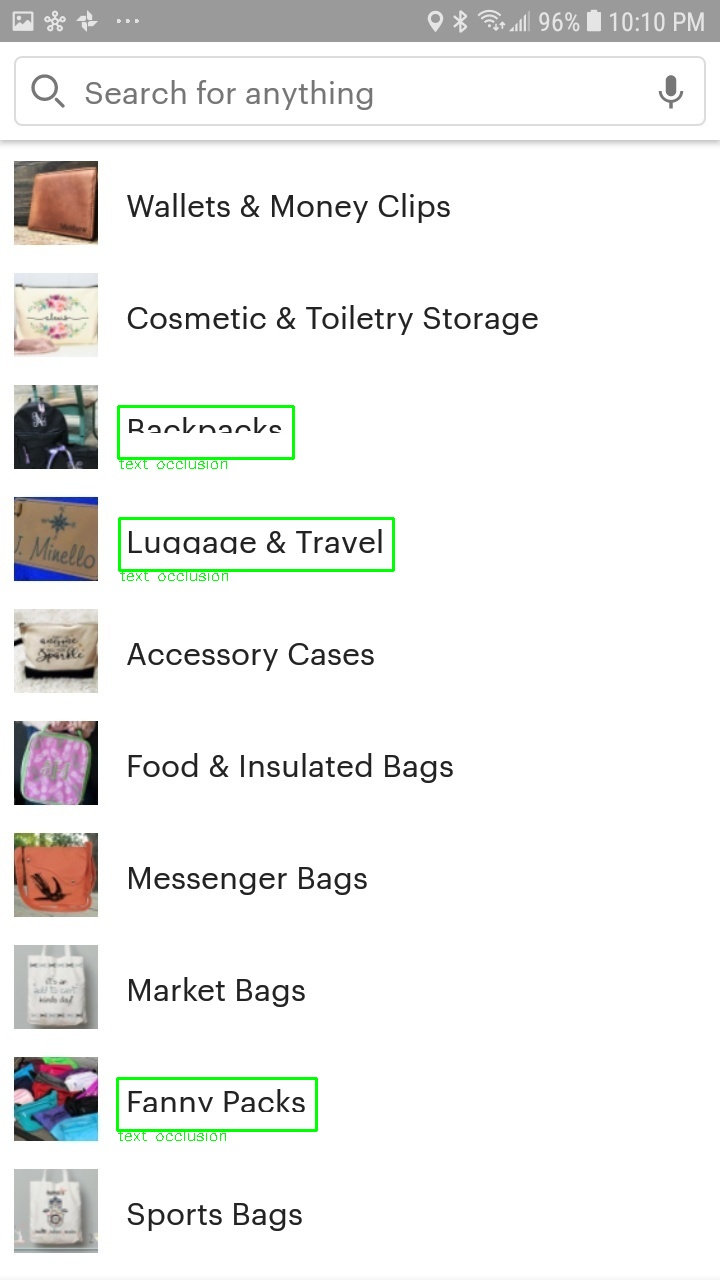 96% 10:10 PM
Search for anything
Wallets & Money Clips
Cosmetic & Toiletry Storage
Backpacks
text occlusion
J. Minello
Luggage & Travel
text occlusion
Sparkle
Accessory Cases
Food & Insulated Bags
Messenger Bags
Market Bags
Fanny Packs
text occlusion
Sports Bags